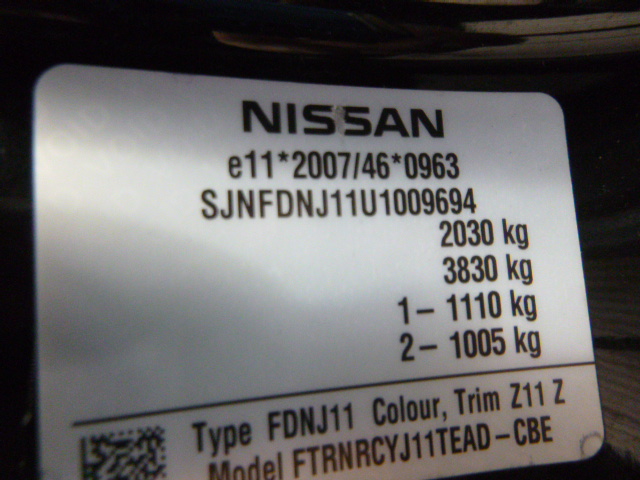 NISSAN
e11*2007/46*0963
SJNFDNJ11U1009694
2030 kg
3830 kg
1– 1110 kg
2– 1005 kg
Type FDNJ11 Colour, Trim Z11 Z
Model FTRNRCYJ11TEAD–CBE